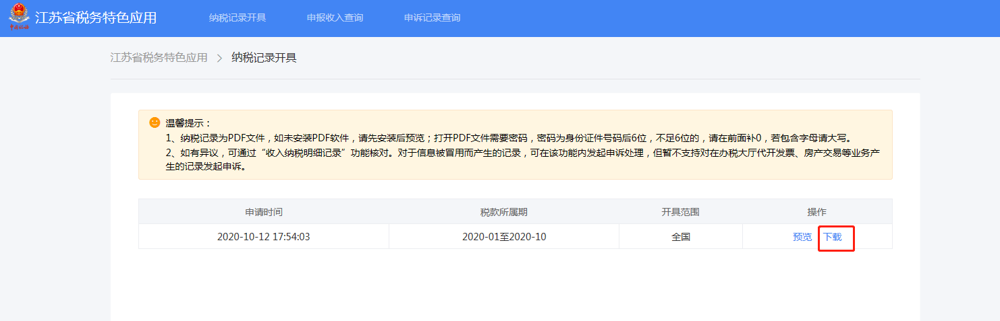 江苏省税务特色应用 纳税记录开具 申报收入查询 申诉记录查询
江苏省税务特色应用 > 纳税记录开具
温馨提示：
1、纳税记录为PDF文件，如未安装PDF软件，请先安装后预览；打开PDF文件需要密码，密码为身份证件号码后6位，不足6位的，请在前面补0，若包含字母请大写。
2、如有异议，可通过“收入纳税明细记录”功能核对。对于信息被冒用而产生的记录，可在该功能内发起申诉处理，但暂不支持对在办税大厅代开发票、房产交易等业务产
生的记录发起申诉。
申请时间 税款所属期 开具范围 操作
2020-10-12 17:54:03 2020-01至2020-10 全国 预览 下载